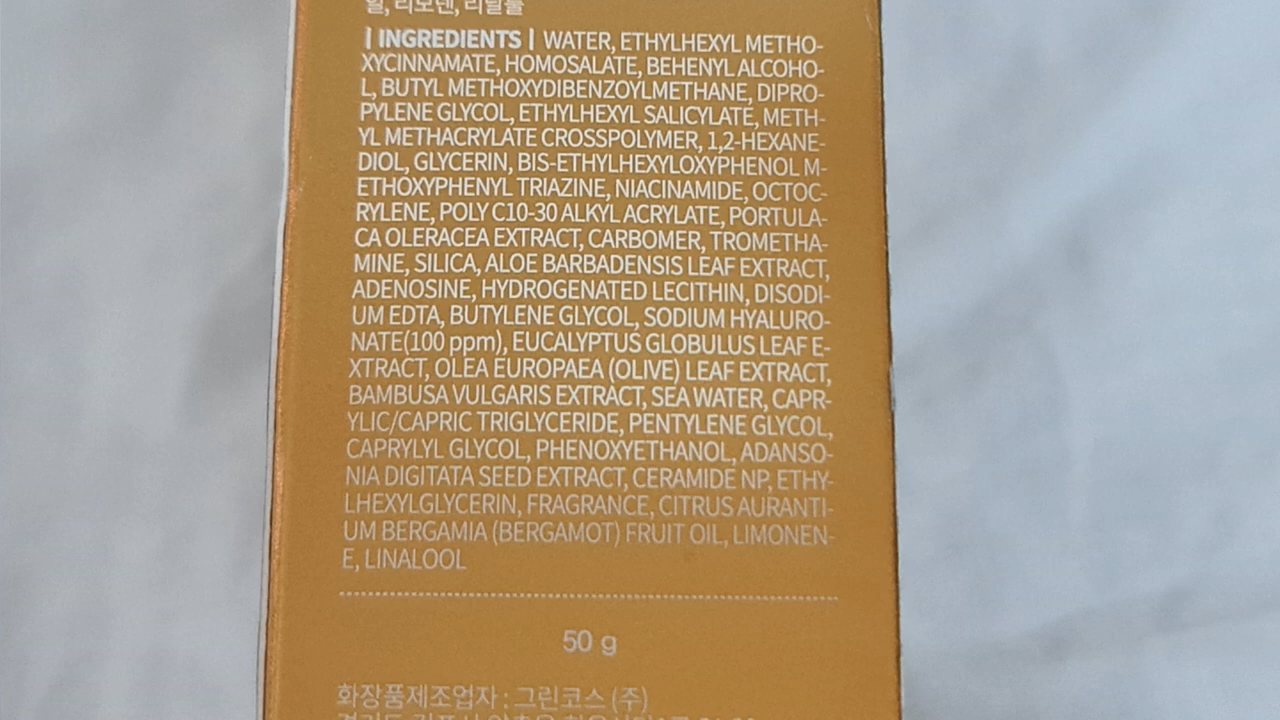 일, 리모넨, 리날룰
| INGREDIENTS | WATER, ETHYLHEXYL METHO-
XYCINNAMATE, HOMOSALATE, BEHENYL ALCOHO-
L, BUTYL METHOXYDIBENZOYLMETHANE, DIPRO-
PYLENE GLYCOL, ETHYLHEXYL SALICYLATE, METH-
YL METHACRYLATE CROSSPOLYMER, 1,2-HEXANE-
DIOL, GLYCERIN, BIS-ETHYLHEXYLOXYPHENOL M-
ETHOXYPHENYL TRIAZINE, NIACINAMIDE, OCTOC-
RYLENE, POLY C10-30 ALKYL ACRYLATE, PORTULA-
CA OLERACEA EXTRACT, CARBOMER, TROMETHA-
MINE, SILICA, ALOE BARBADENSIS LEAF EXTRACT,
ADENOSINE, HYDROGENATED LECITHIN, DISODI-
UM EDTA, BUTYLENE GLYCOL, SODIUM HYALURO-
NATE(100 ppm), EUCALYPTUS GLOBULUS LEAF E-
XTRACT, OLEA EUROPAEA (OLIVE) LEAF EXTRACT,
BAMBUSA VULGARIS EXTRACT, SEA WATER, CAPR-
YLIC/CAPRIC TRIGLYCERIDE, PENTYLENE GLYCOL,
CAPRYLYL GLYCOL, PHENOXYETHANOL, ADANSO-
NIA DIGITATA SEED EXTRACT, CERAMIDE NP, ETHY-
LHEXYLGLYCERIN, FRAGRANCE, CITRUS AURANTI-
UM BERGAMIA (BERGAMOT) FRUIT OIL, LIMONEN-
E, LINALOOL
50 g
화장품제조업자 : 그린코스 (주)